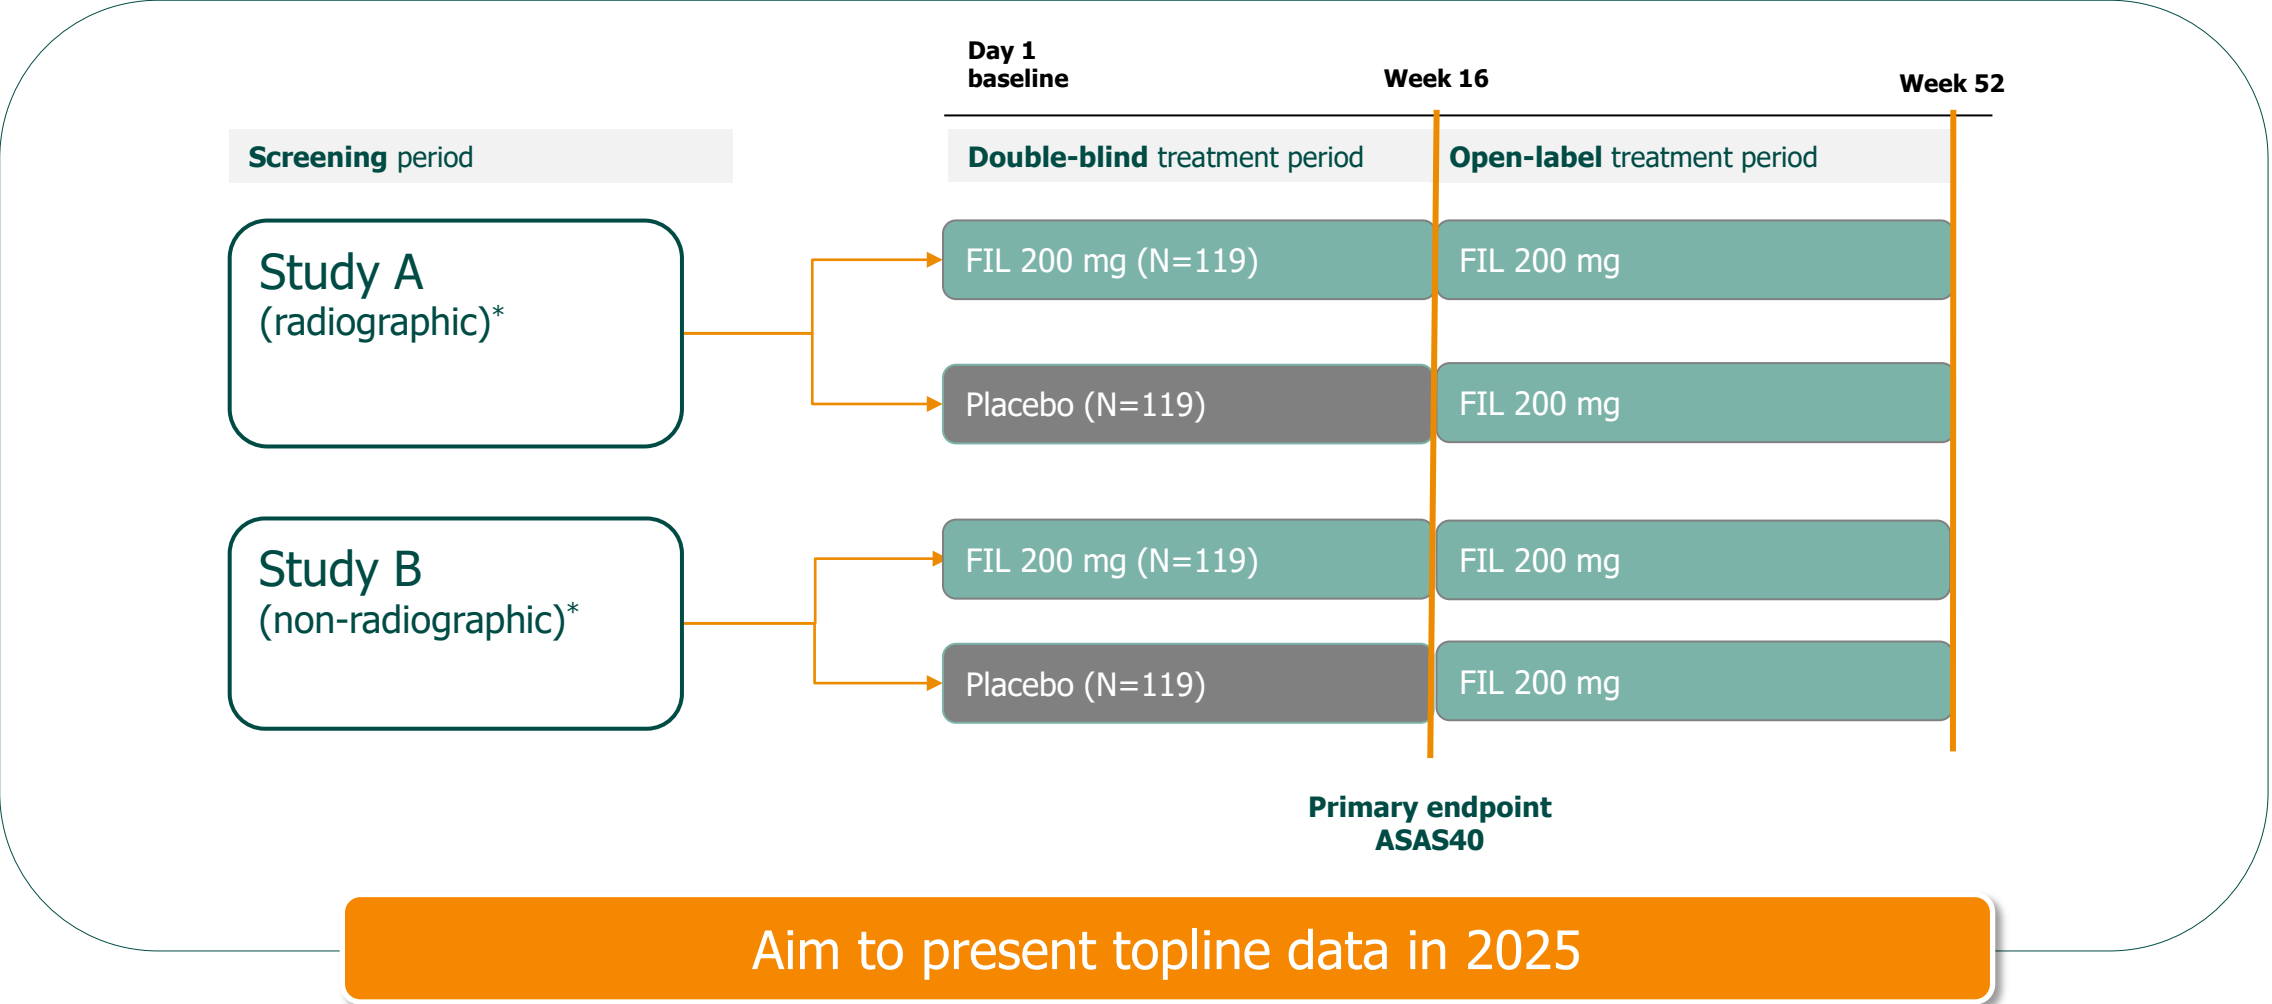 Day 1
baseline
Week 16
Week 52
Screening period
Double-blind treatment period
Open-label treatment period
Study A
(radiographic)*
FIL 200 mg (N=119)
FIL 200 mg
Placebo (N=119)
FIL 200 mg
Study B
(non-radiographic)*
FIL 200 mg (N=119)
FIL 200 mg
Placebo (N=119)
FIL 200 mg
Primary endpoint
ASAS40
Aim to present topline data in 2025